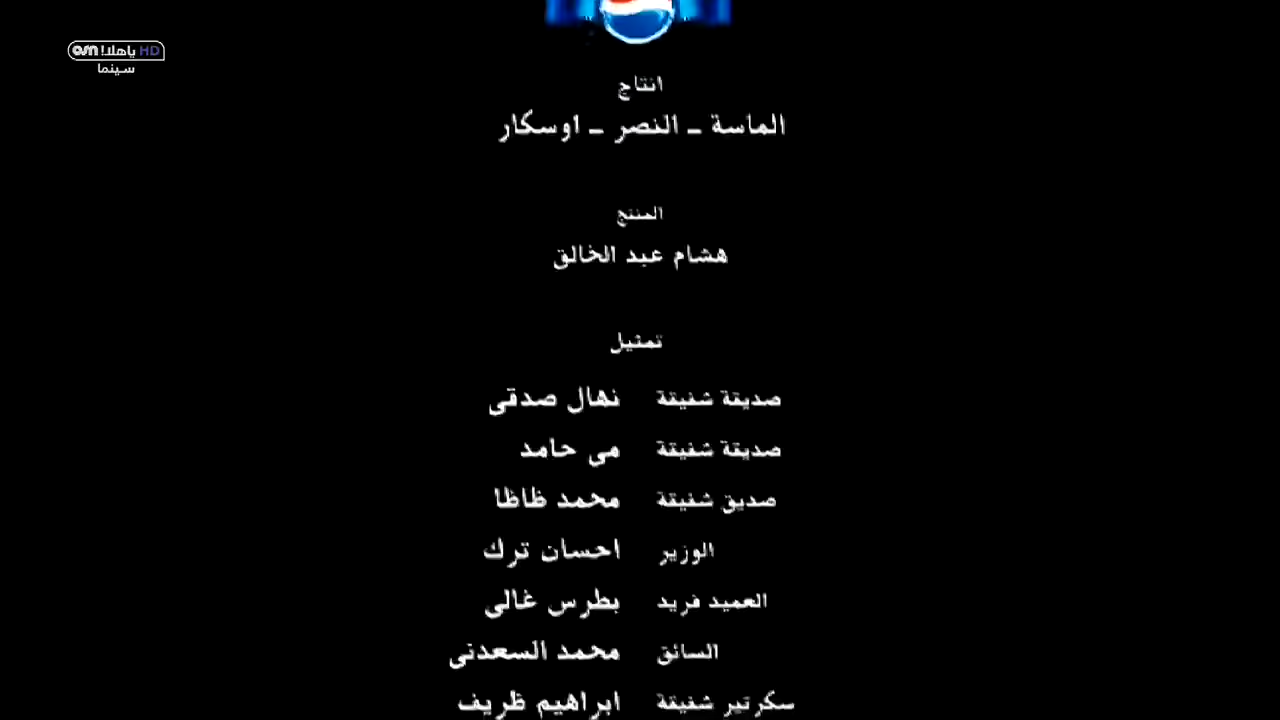 osn ياهلا! HD
سينما
انتاج
الماسة ـ النصر ـ اوسكار
المنتج
هشام عبد الخالق
تمثيل
صديقة شفيقة نهال صدقى
صديقة شفيقة مى حامد
صديق شفيقة محمد ظاظا
الوزير احسان ترك
العميد فريد بطرس غالى
السائق محمد السعدنى
سكرتير شفيقة ابراهيم ظريف